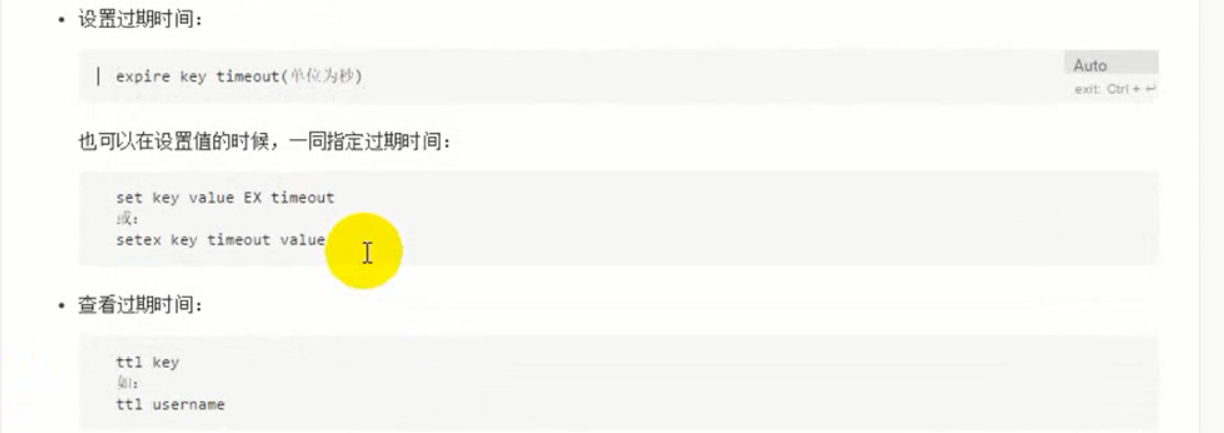 • 设置过期时间：
expire key timeout(单位为秒)
Auto
exit: Ctrl + ↵
也可以在设置值的时候，一同指定过期时间：
set key value EX timeout
或：
setex key timeout value
• 查看过期时间：
ttl key
如：
ttl username